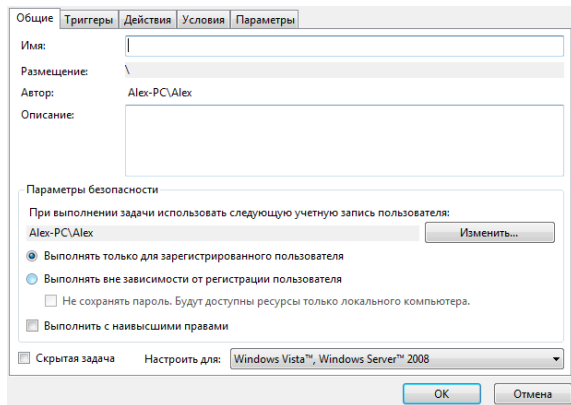 Общие Триггеры Действия Условия Параметры
Имя:
Размещение: \
Автор: Alex-PC\Alex
Описание:
Параметры безопасности
При выполнении задачи использовать следующую учетную запись пользователя:
Alex-PC\Alex Изменить...
Выполнять только для зарегистрированного пользователя
Выполнять вне зависимости от регистрации пользователя
Не сохранять пароль. Будут доступны ресурсы только локального компьютера.
Выполнить с наивысшими правами
Скрытая задача Настроить для: Windows Vista™, Windows Server™ 2008
OK Отмена